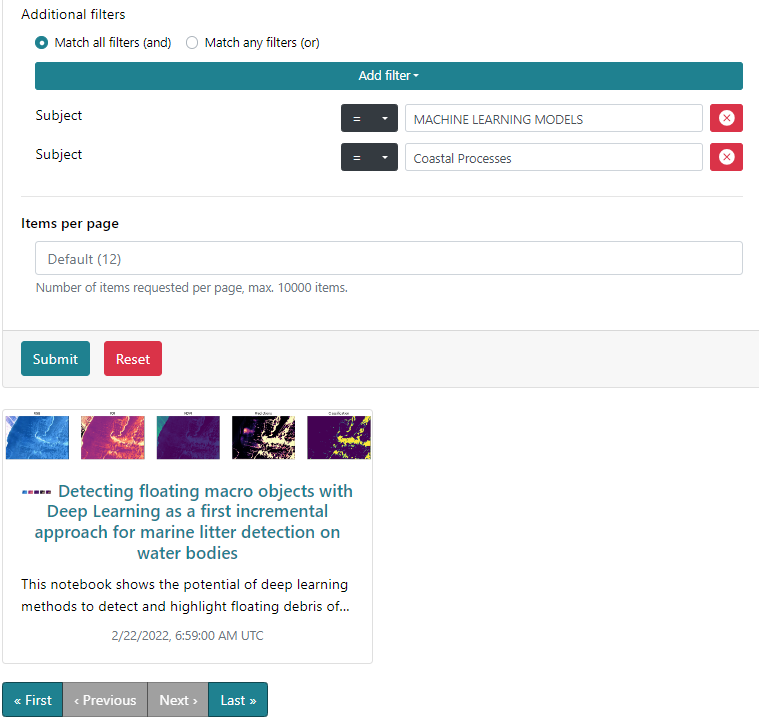 Additional filters
Match all filters (and) Match any filters (or)
Add filter
Subject = MACHINE LEARNING MODELS
Subject = Coastal Processes
Items per page
Default (12)
Number of items requested per page, max. 10000 items.
Submit Reset
Classification
Detecting floating macro objects with
Deep Learning as a first incremental
approach for marine litter detection on
water bodies
This notebook shows the potential of deep learning
methods to detect and highlight floating debris of...
2/22/2022, 6:59:00 AM UTC
« First ‹ Previous Next › Last »